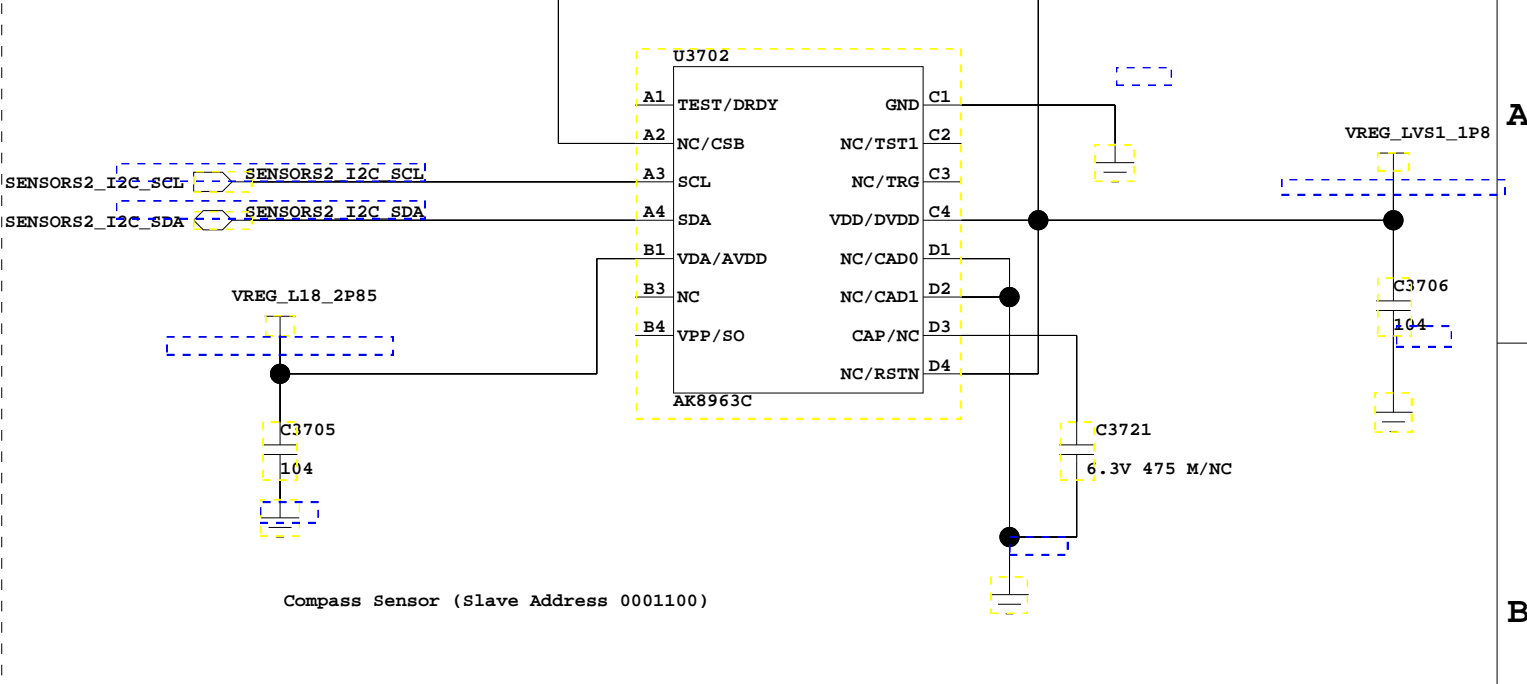 U3702
A1 TEST/DRDY GND C1
A2 NC/CSB NC/TST1 C2
A3 SCL NC/TRG C3
A4 SDA VDD/DVDD C4
B1 VDA/AVDD NC/CAD0 D1
B3 NC NC/CAD1 D2
B4 VPP/SO CAP/NC D3
NC/RSTN D4
AK8963C
SENSORS2_I2C_SCL SENSORS2_I2C_SCL
SENSORS2_I2C_SDA SENSORS2_I2C_SDA
VREG_L18_2P85
C3705
104
VREG_LVS1_1P8
C3706
104
C3721
6.3V 475 M/NC
Compass Sensor (Slave Address 0001100)
A
B